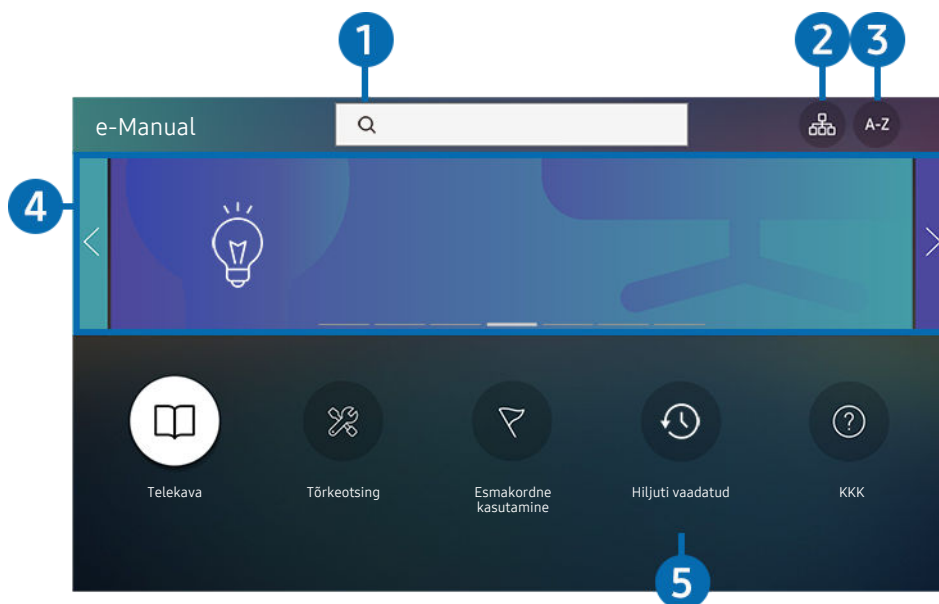 1
2
3
e-Manual
A-Z
4
Telekava
Tõrkeotsing
Esmakordne
kasutamine
Hiljuti vaadatud
?
KKK
5